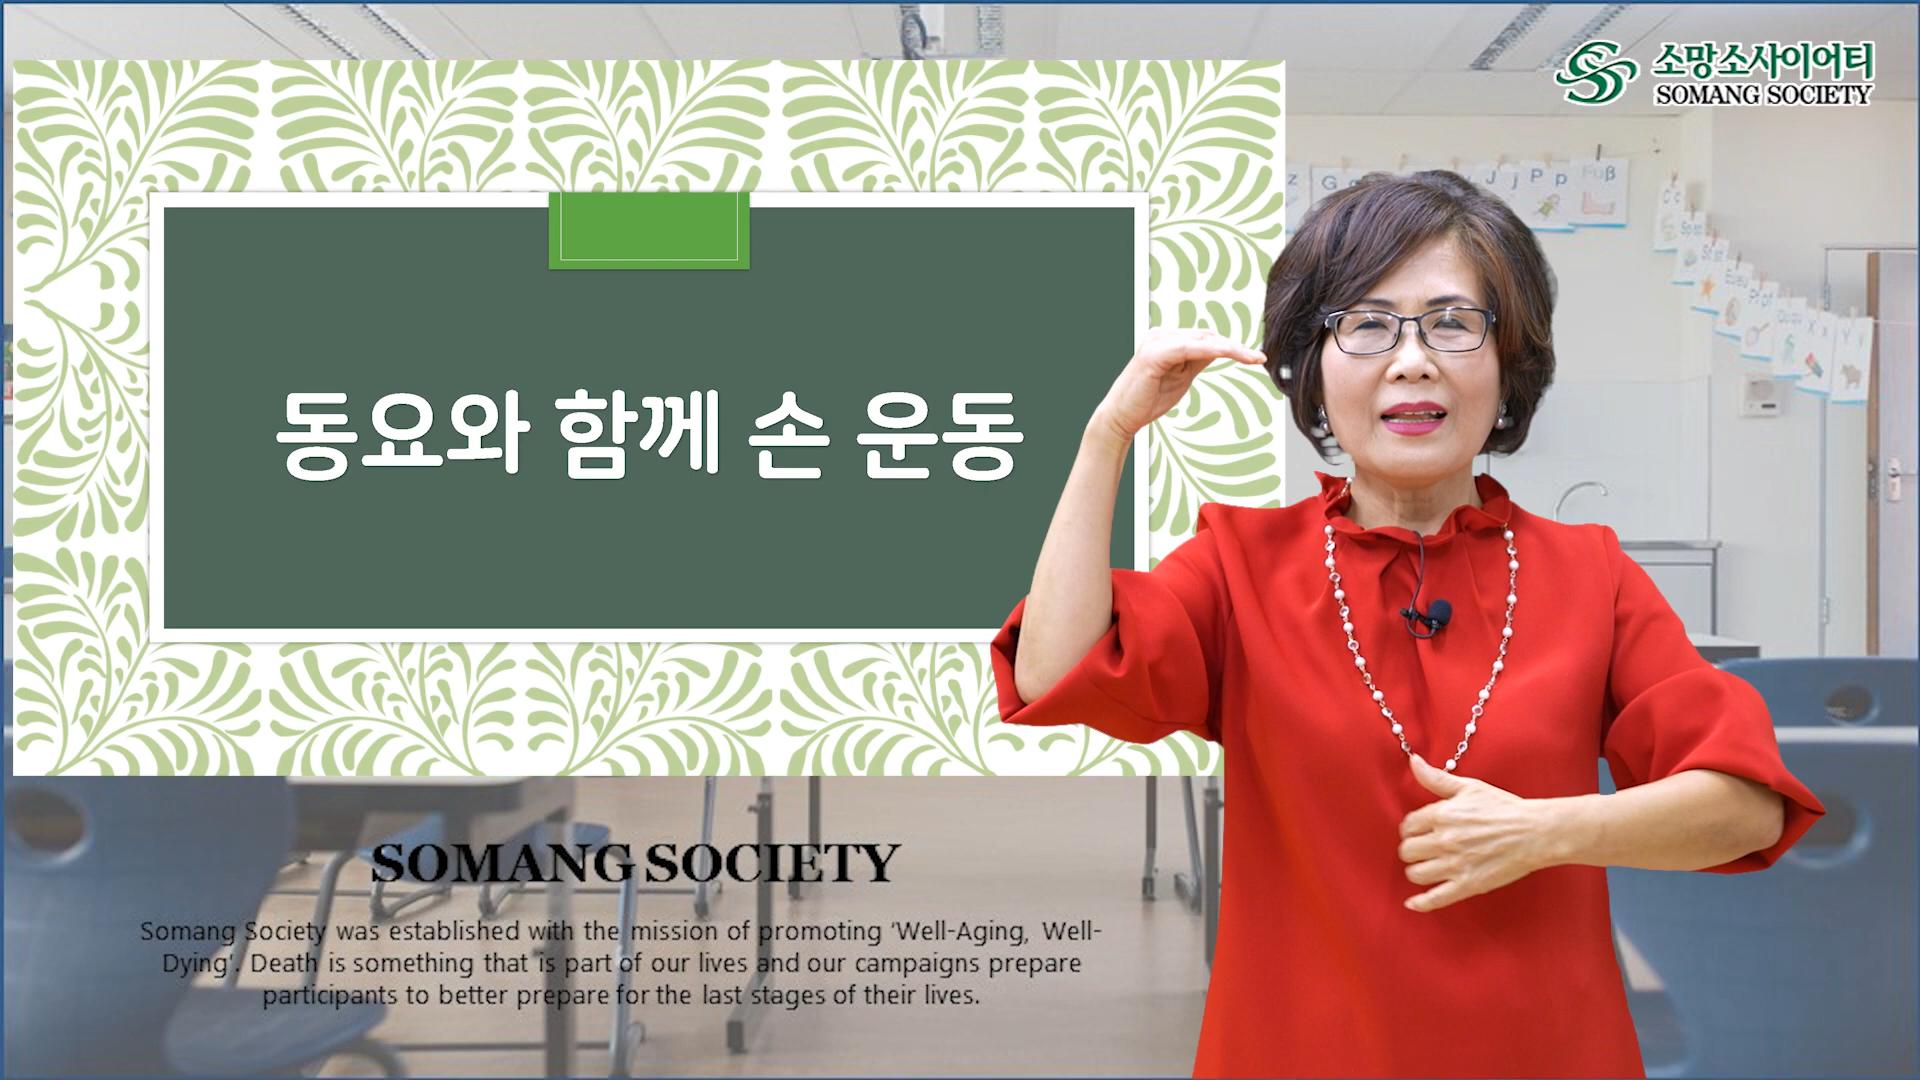 소망소사이어티
SOMANG SOCIETY
동요와 함께 손 운동
SOMANG SOCIETY
Somang Society was established with the mission of promoting ‘Well-Aging, Well-
Dying’. Death is something that is part of our lives and our campaigns prepare
participants to better prepare for the last stages of their lives.
G
J j P p
C c
X x